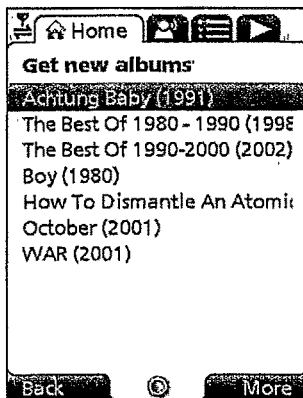 Home
Get new albums
Achtung Baby (1991)
The Best Of 1980 - 1990 (199
The Best Of 1990-2000 (2002)
Boy (1980)
How To Dismantle An Atomi
October (2001)
WAR (2001)
Back More